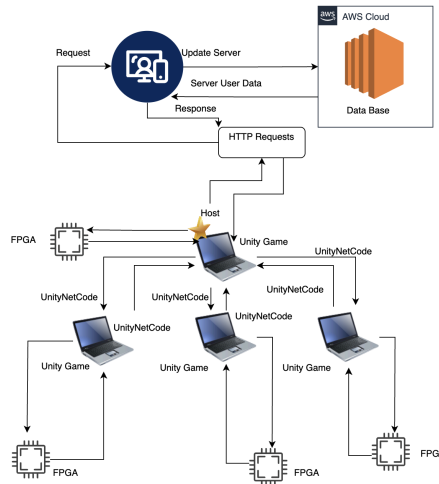 aws
AWS Cloud
Request
Update Server
Server User Data
Data Base
Response
HTTP Requests
Host
FPGA
Unity Game
UnityNetCode
UnityNetCode
UnityNetCode
UnityNetCode
UnityNetCode
UnityNetCode
Unity Game
Unity Game
Unity Game
FPGA
FPGA
FPG